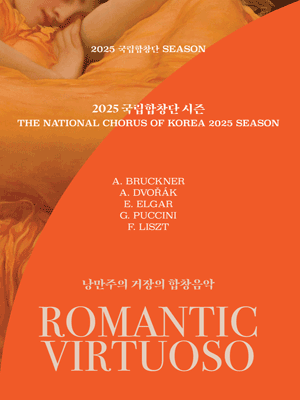 2025 국립합창단 SEASON
2025 국립합창단 시즌
THE NATIONAL CHORUS OF KOREA 2025 SEASON
A. BRUCKNER
A. DVOŘÁK
E. ELGAR
G. PUCCINI
F. LISZT
낭만주의 거장의 합창음악
ROMANTIC
VIRTUOSO